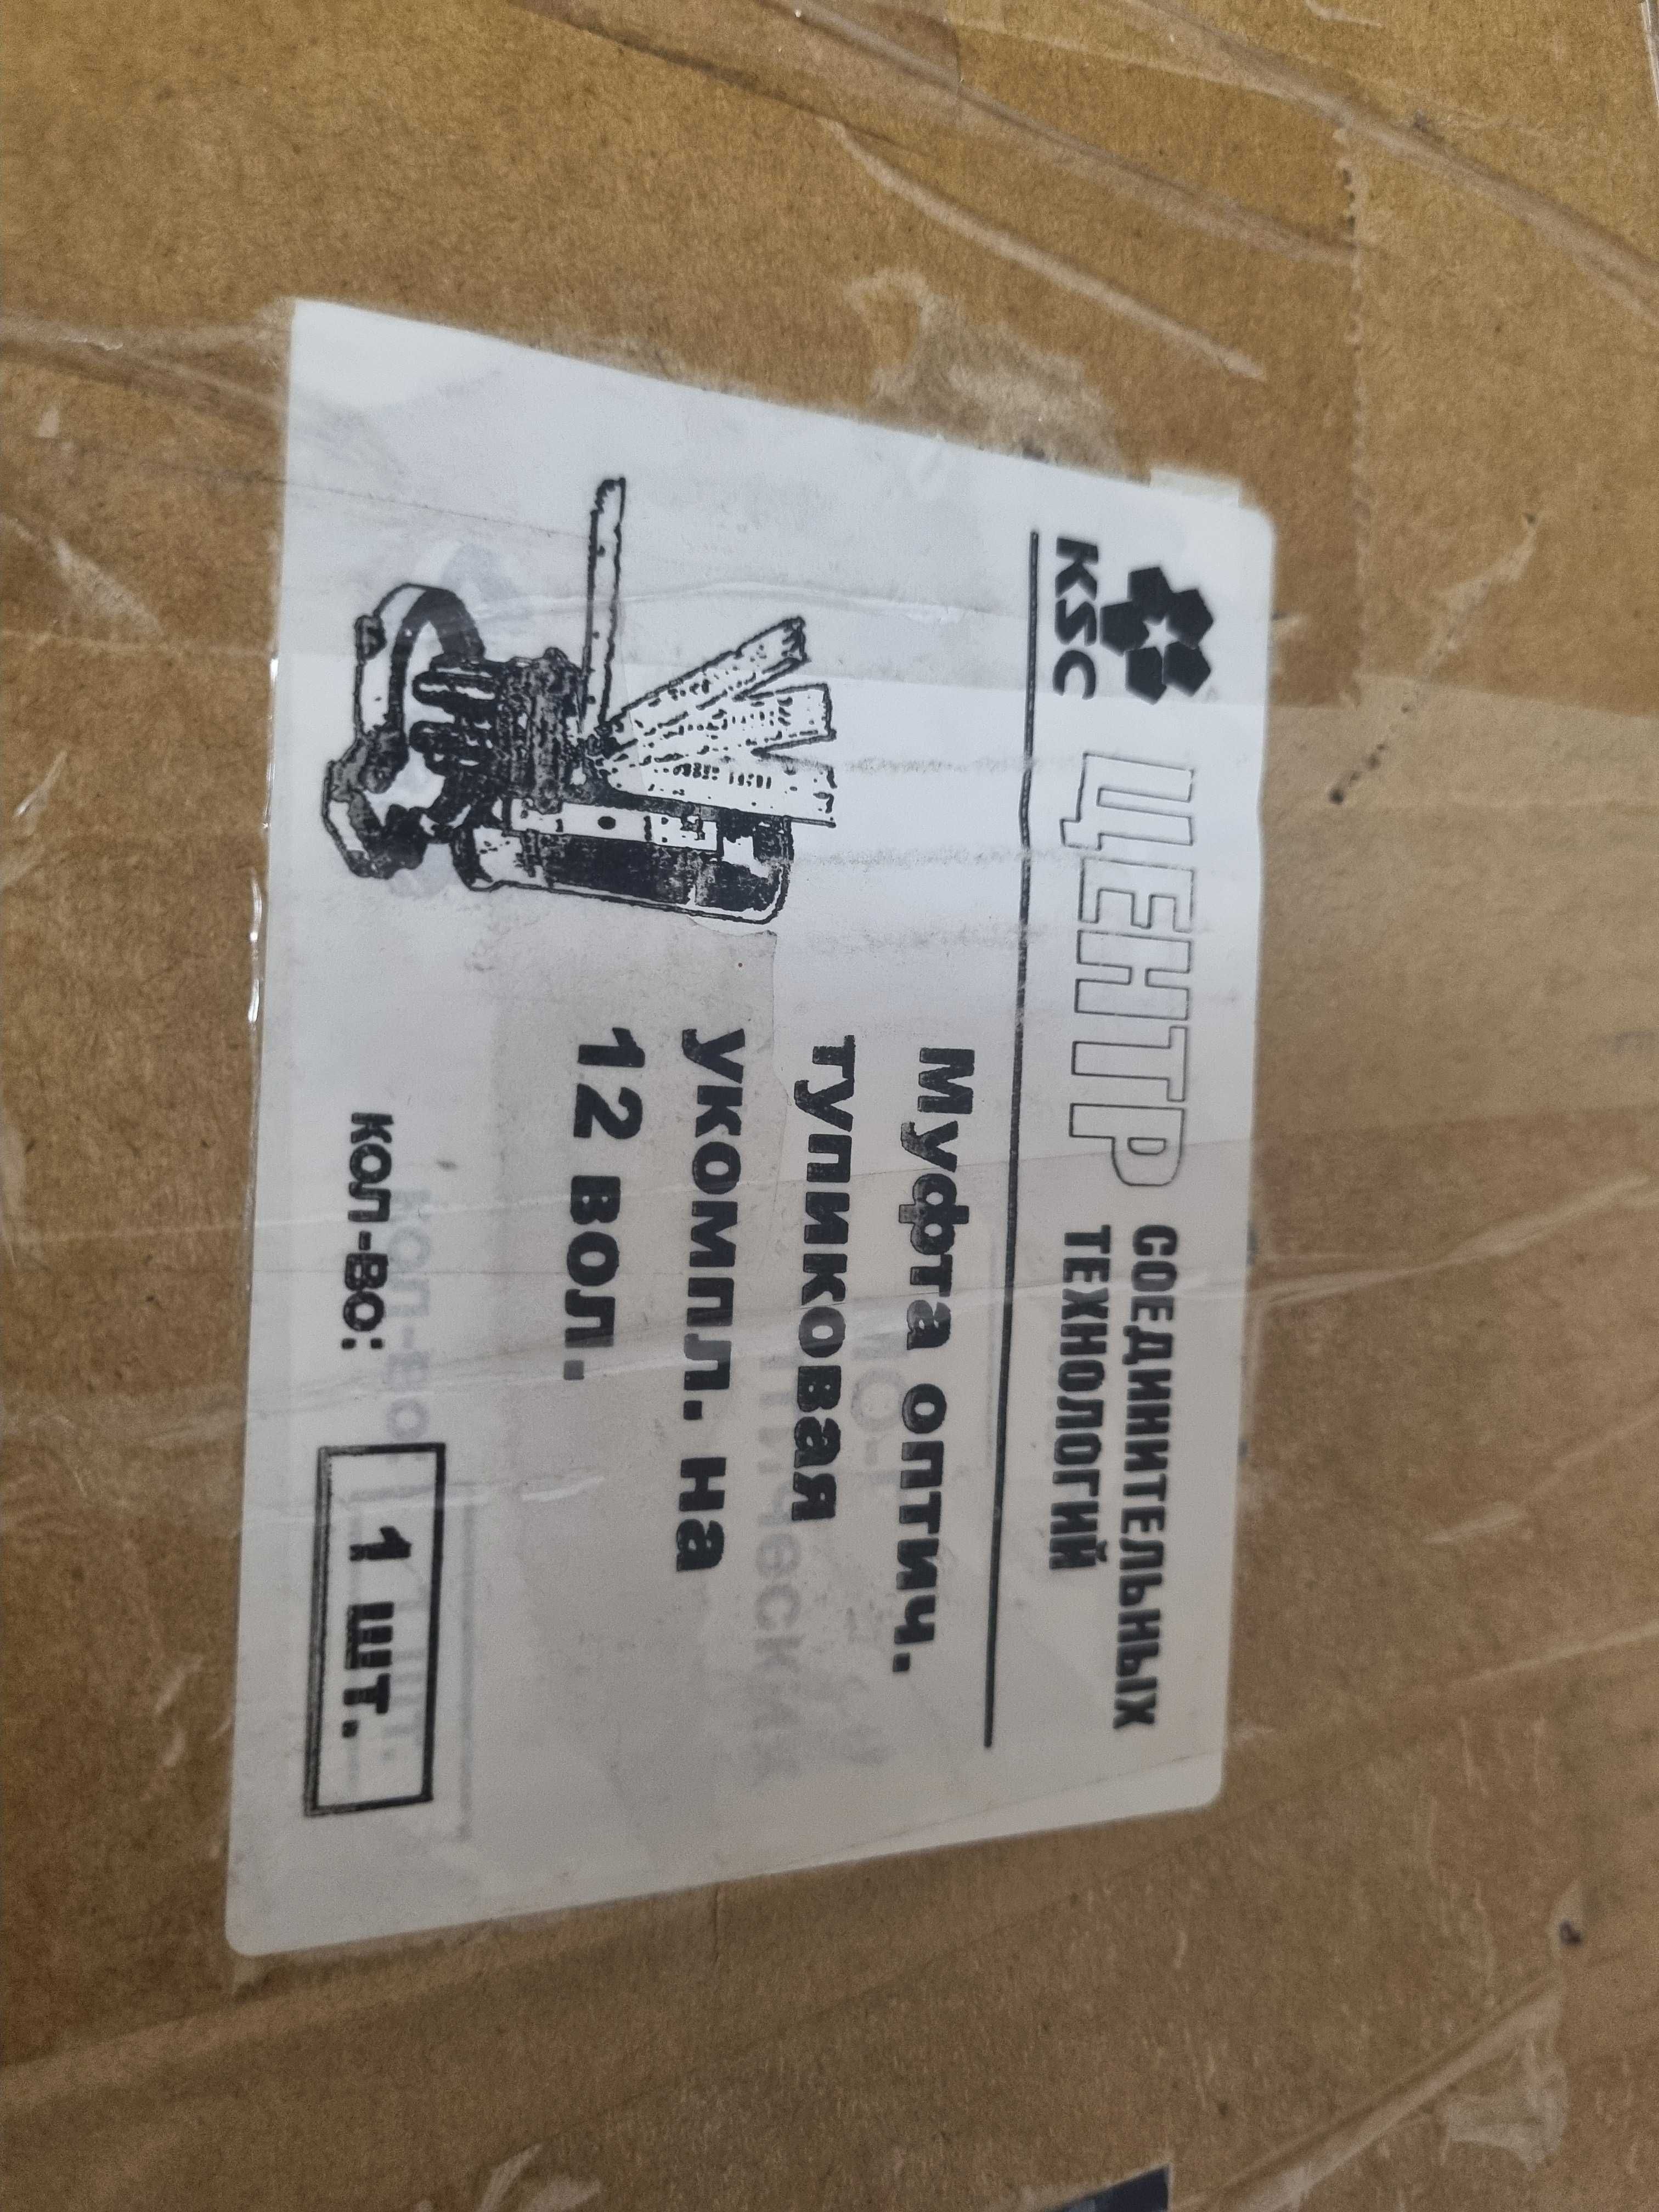 KSC
ЦЕНТР
СОЕДИНИТЕЛЬНЫХ
ТЕХНОЛОГИЙ
Муфта оптич.
тупиковая
укомпл. на
12 вол.
кол-во:
1 шт.